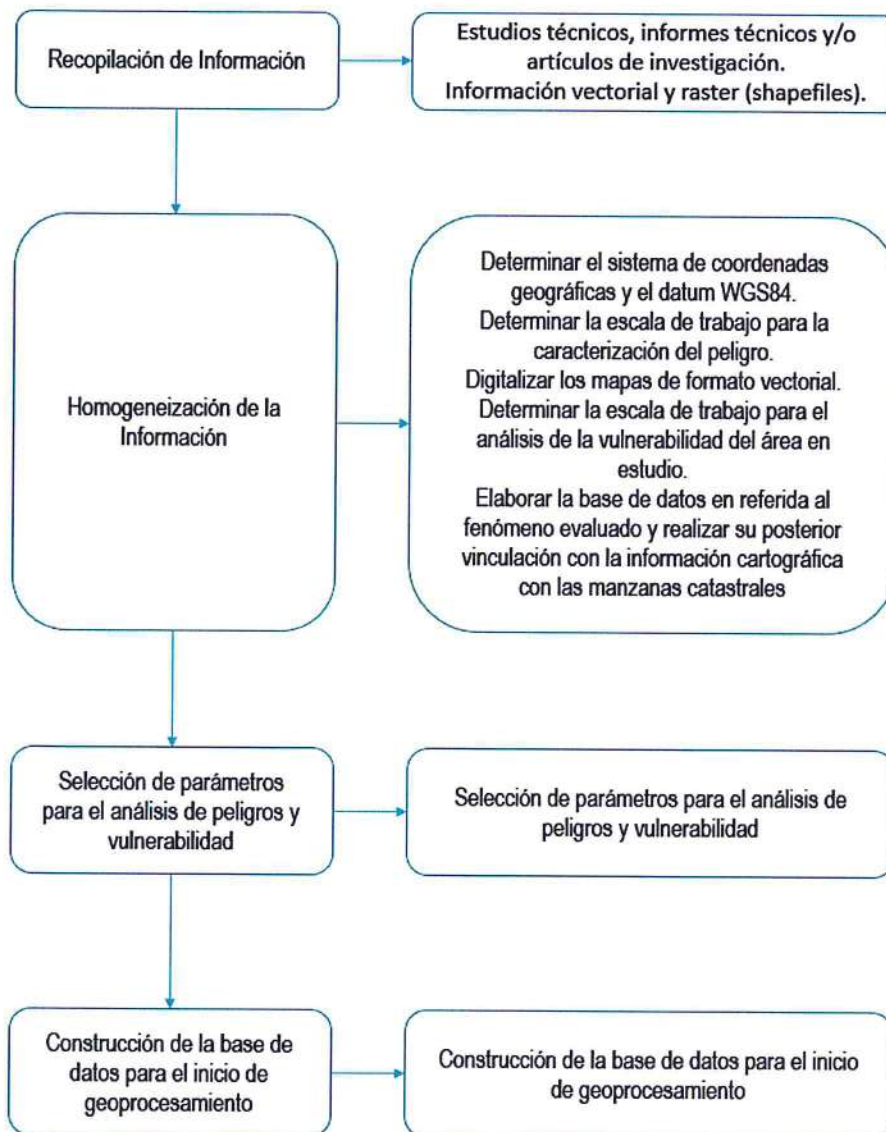 Recopilación de Información
Estudios técnicos, informes técnicos y/o
artículos de investigación.
Información vectorial y raster (shapefiles).
Homogeneización de la
Información
Determinar el sistema de coordenadas
geográficas y el datum WGS84.
Determinar la escala de trabajo para la
caracterización del peligro.
Digitalizar los mapas de formato vectorial.
Determinar la escala de trabajo para el
análisis de la vulnerabilidad del área en
estudio.
Elaborar la base de datos en referida al
fenómeno evaluado y realizar su posterior
vinculación con la información cartográfica
con las manzanas catastrales
Selección de parámetros
para el análisis de peligros y
vulnerabilidad
Selección de parámetros para el análisis de
peligros y vulnerabilidad
Construcción de la base de
datos para el inicio de
geoprocesamiento
Construcción de la base de datos para el inicio
de geoprocesamiento